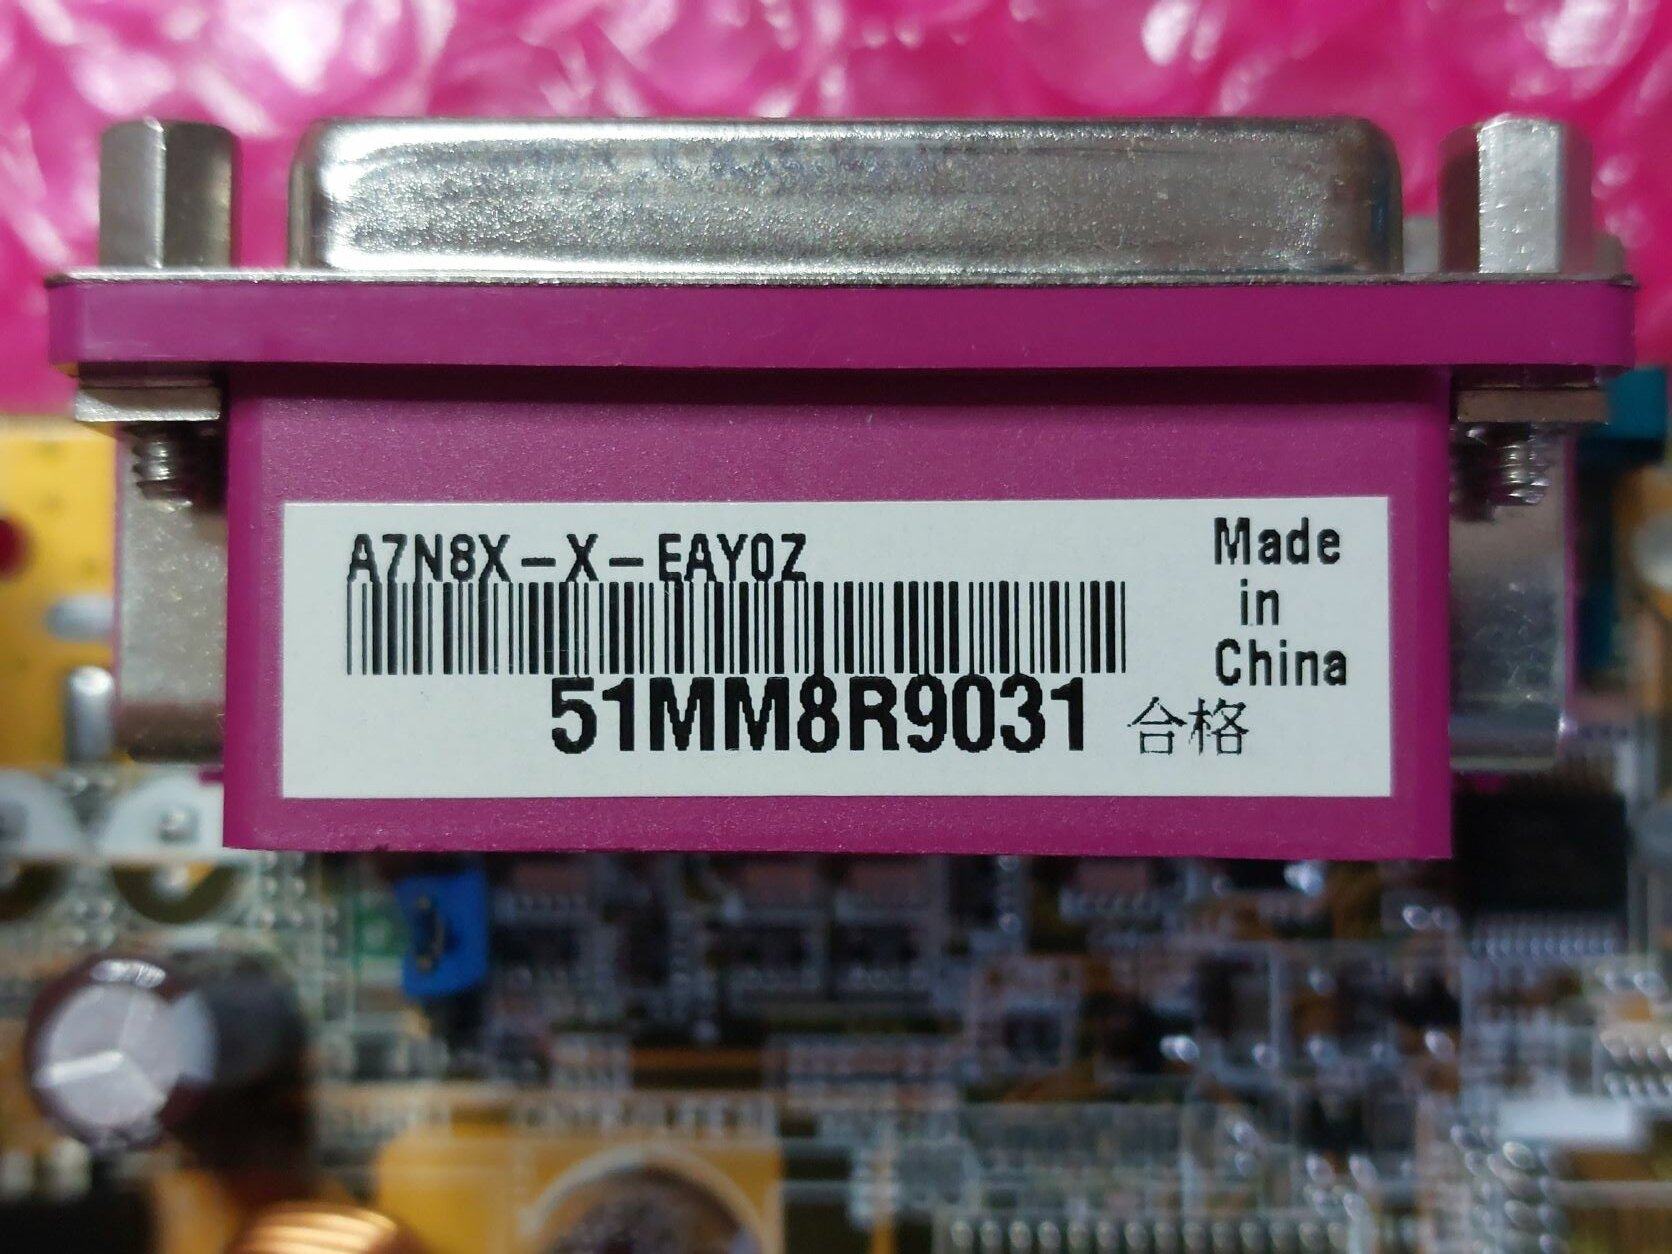 A7N8X-X-EAY0Z
Made
in
China
51MM8R9031
合格